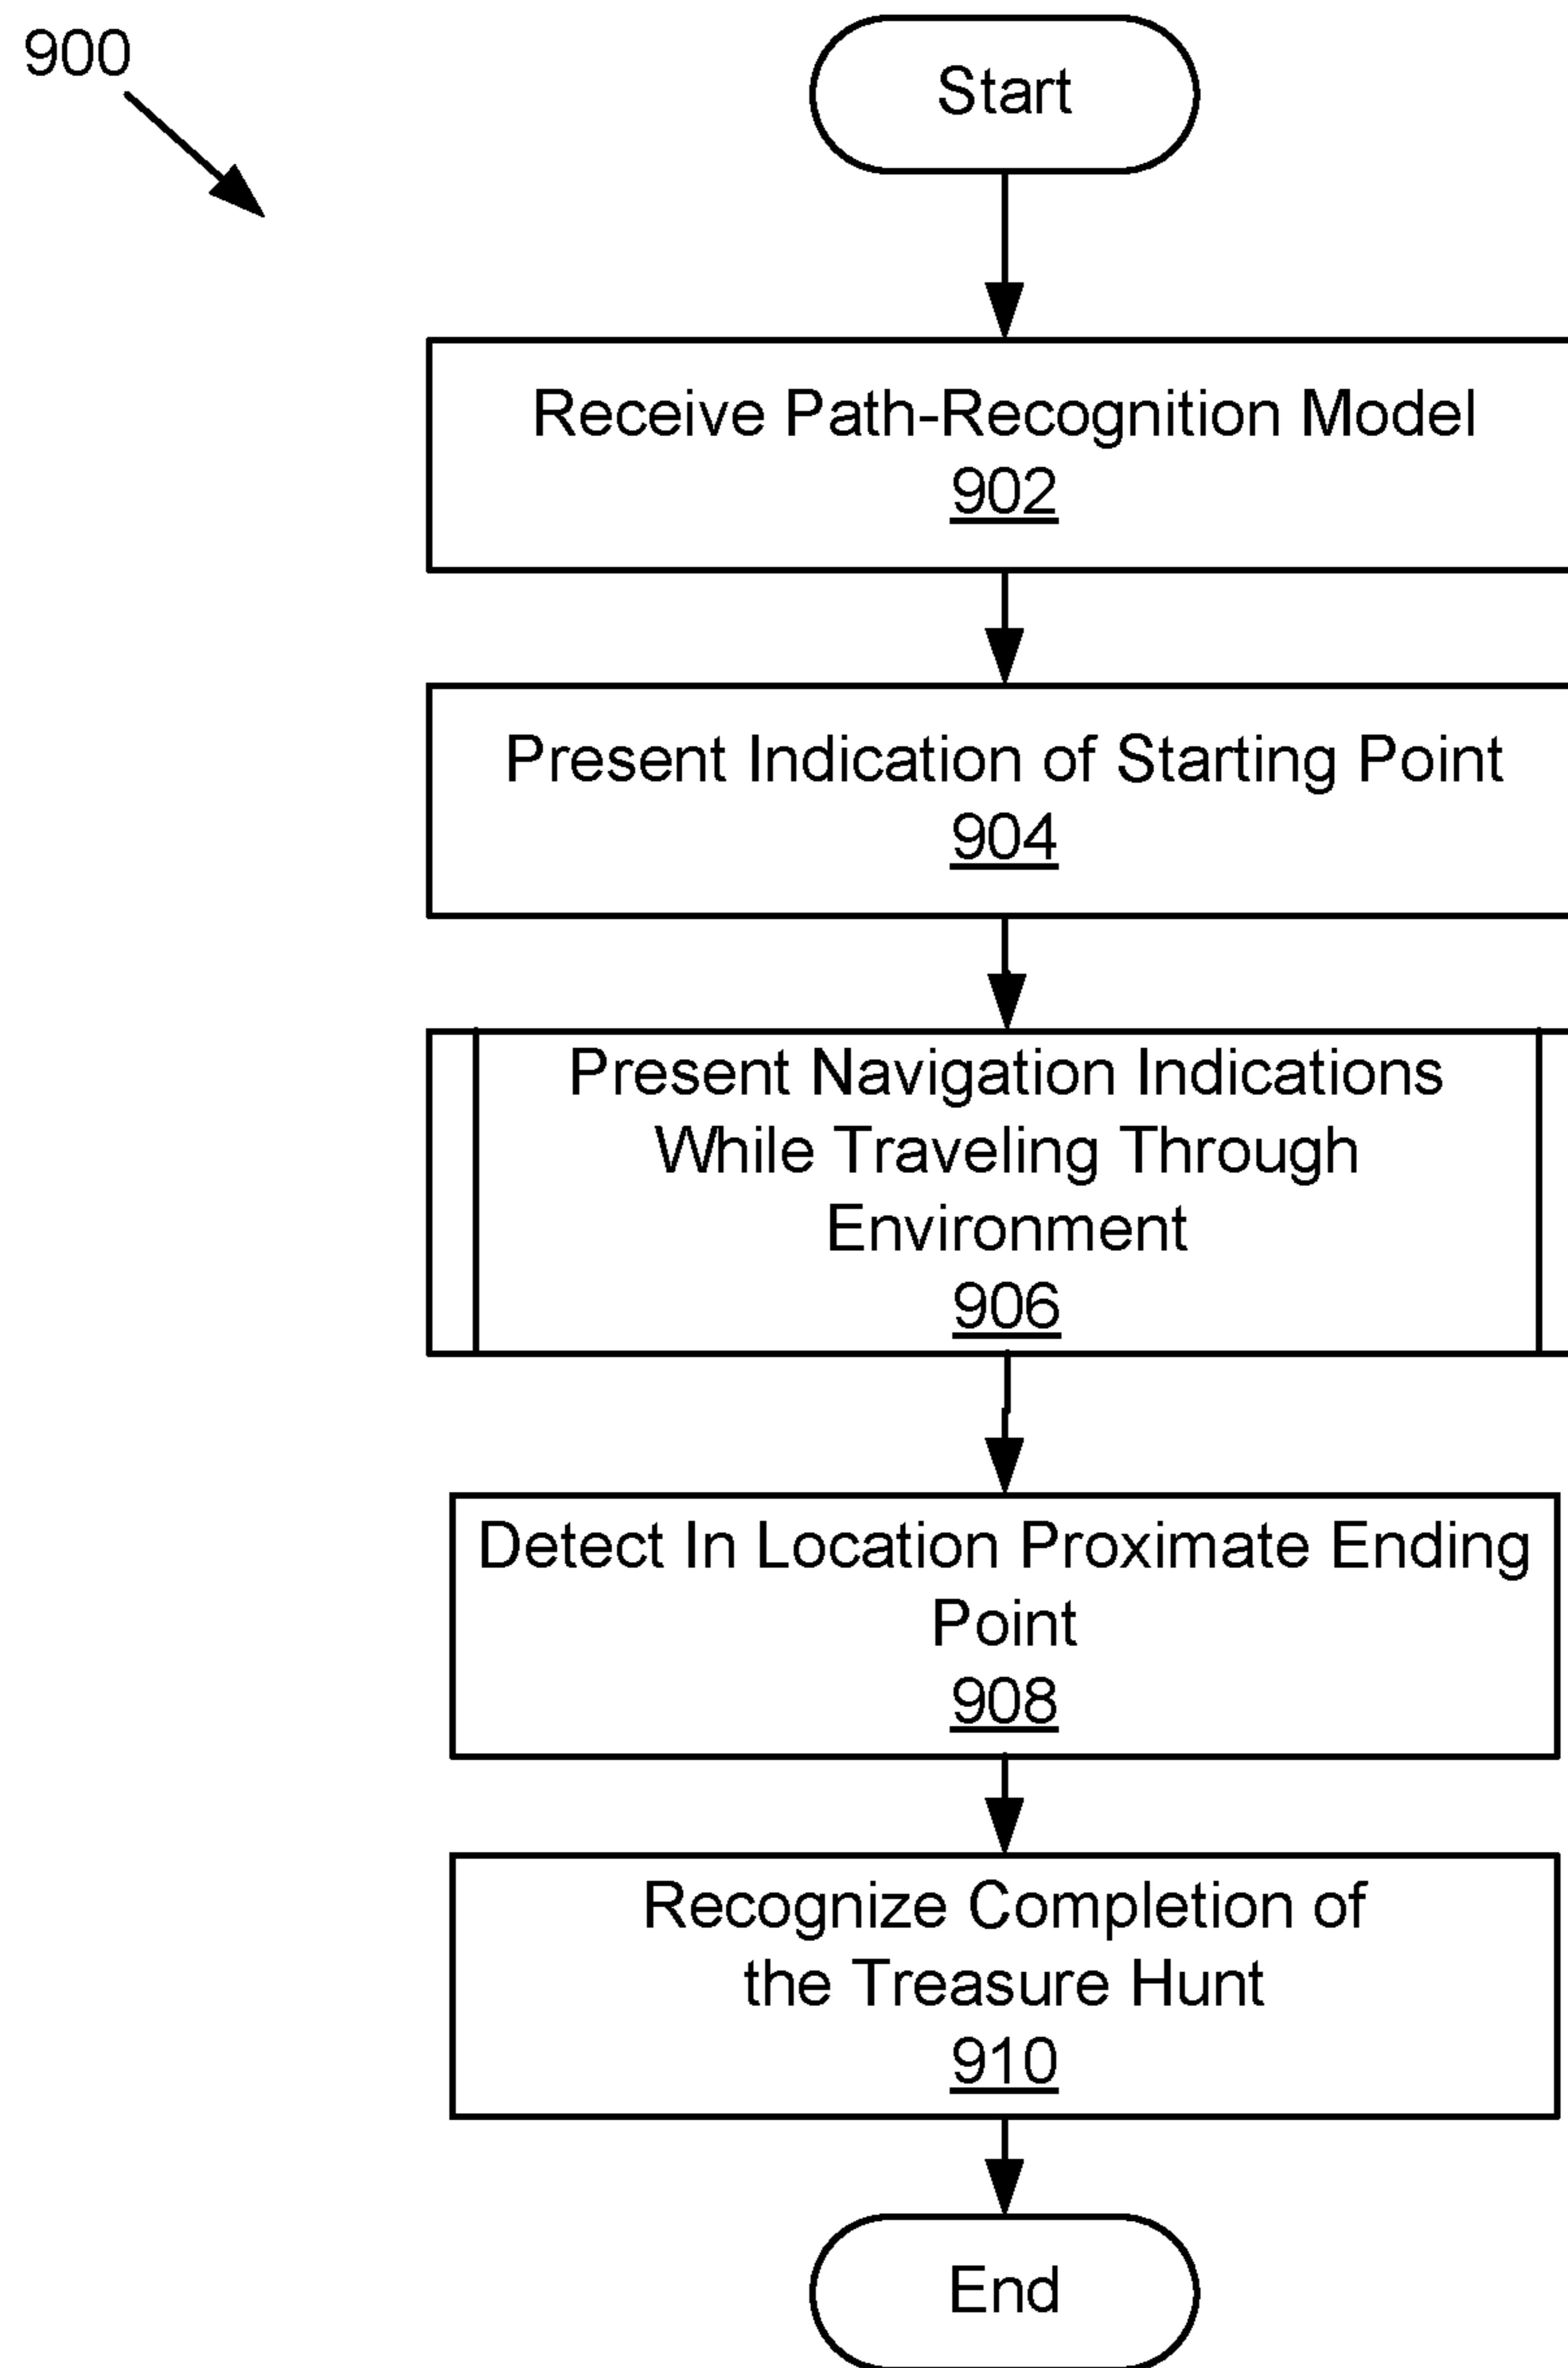 900
Start
Receive Path-Recognition Model
902
Present Indication of Starting Point
904
Present Navigation Indications
While Traveling Through
Environment
906
Detect In Location Proximate Ending
Point
908
Recognize Completion of
the Treasure Hunt
910
End